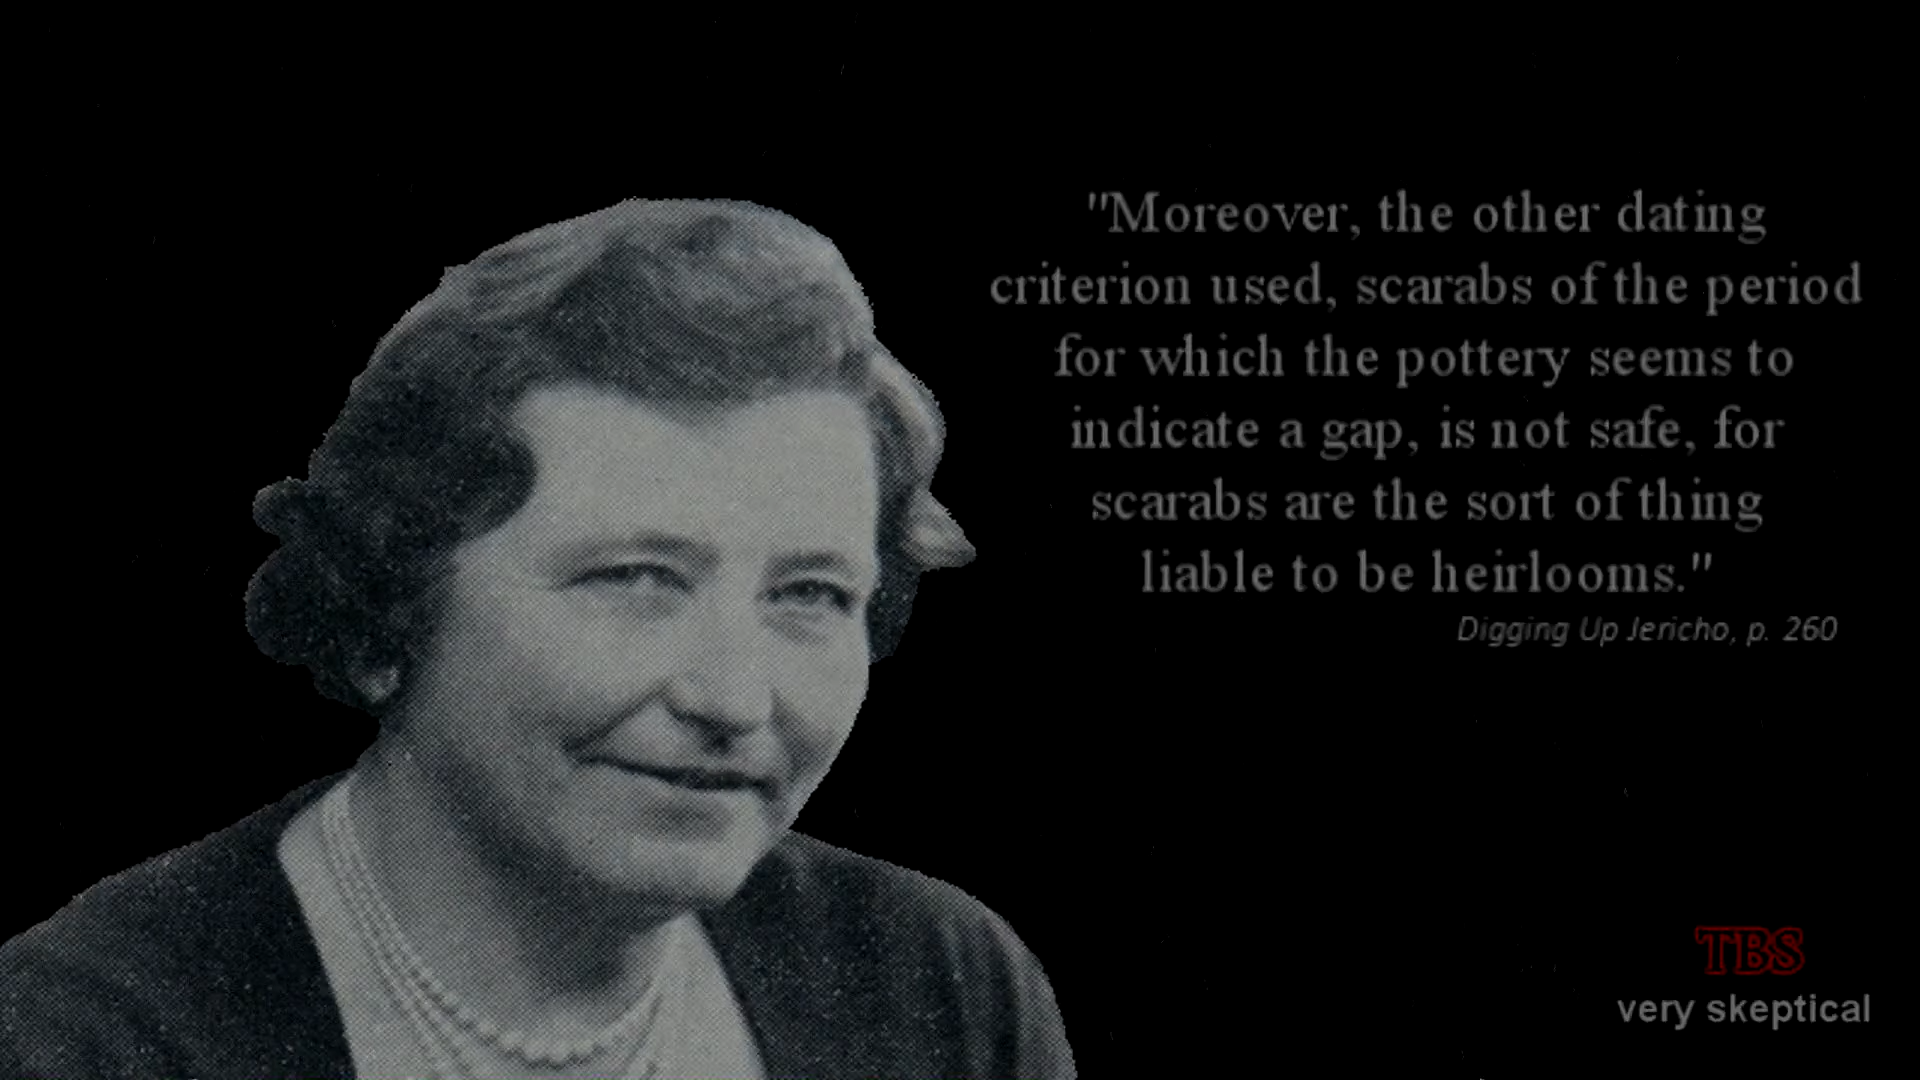 "Moreover, the other dating
criterion used, scarabs of the period
for which the pottery seems to
indicate a gap, is not safe, for
scarabs are the sort of thing
liable to be heirlooms."
Digging Up Jericho, p. 260
TBS
very skeptical